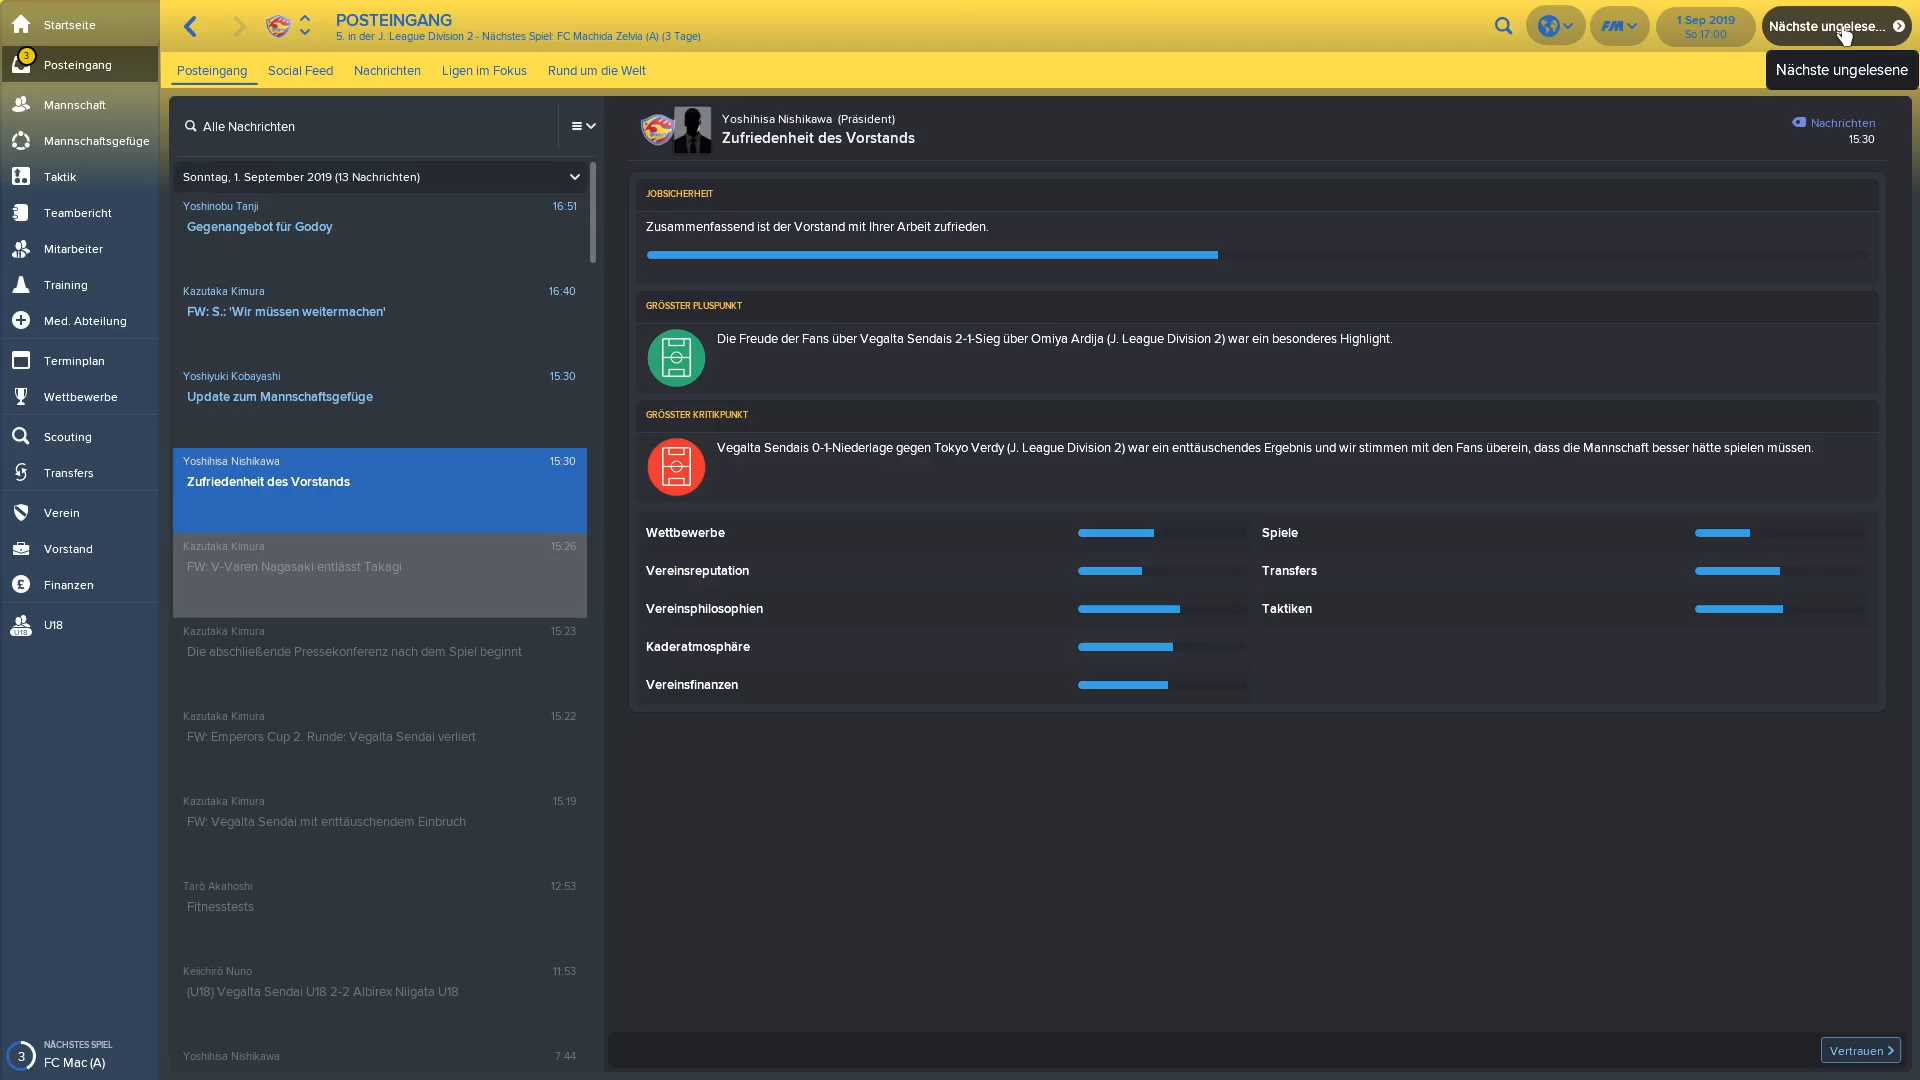 Startseite
3
Posteingang
Mannschaft
Mannschaftsgefüge
Taktik
Teambericht
Mitarbeiter
Training
Med. Abteilung
Terminplan
Wettbewerbe
Scouting
Transfers
Verein
Vorstand
Finanzen
U18
U18
3
NÄCHSTES SPIEL
FC Mac (A)
POSTEINGANG
5. in der J. League Division 2 - Nächstes Spiel: FC Machida Zelvia (A) (3 Tage)
FM
1 Sep 2019
So 17:00
Nächste ungelese...
Nächste ungelesene
Posteingang
Social Feed
Nachrichten
Ligen im Fokus
Rund um die Welt
Alle Nachrichten
Sonntag, 1. September 2019 (13 Nachrichten)
Yoshinobu Tanji 16:51
Gegenangebot für Godoy
Kazutaka Kimura 16:40
FW: S.: 'Wir müssen weitermachen'
Yoshiyuki Kobayashi 15:30
Update zum Mannschaftsgefüge
Yoshihisa Nishikawa 15:30
Zufriedenheit des Vorstands
Kazutaka Kimura 15:26
FW: V-Varen Nagasaki entlässt Takagi
Kazutaka Kimura 15:23
Die abschließende Pressekonferenz nach dem Spiel beginnt
Kazutaka Kimura 15:22
FW: Emperors Cup 2. Runde: Vegalta Sendai verliert
Kazutaka Kimura 15:19
FW: Vegalta Sendai mit enttäuschendem Einbruch
Tarō Akahoshi 12:53
Fitnesstests
Keiichirō Nuno 11:53
(U18) Vegalta Sendai U18 2-2 Albirex Niigata U18
Yoshihisa Nishikawa 7:44
Yoshihisa Nishikawa (Präsident)
Zufriedenheit des Vorstands
Nachrichten
15:30
JOBSICHERHEIT
Zusammenfassend ist der Vorstand mit Ihrer Arbeit zufrieden.
GRÖSSTER PLUSPUNKT
Die Freude der Fans über Vegalta Sendais 2-1-Sieg über Omiya Ardija (J. League Division 2) war ein besonderes Highlight.
GRÖSSTER KRITIKPUNKT
Vegalta Sendais 0-1-Niederlage gegen Tokyo Verdy (J. League Division 2) war ein enttäuschendes Ergebnis und wir stimmen mit den Fans überein, dass die Mannschaft besser hätte spielen müssen.
Wettbewerbe
Vereinsreputation
Vereinsphilosophien
Kaderatmosphäre
Vereinsfinanzen
Spiele
Transfers
Taktiken
Vertrauen